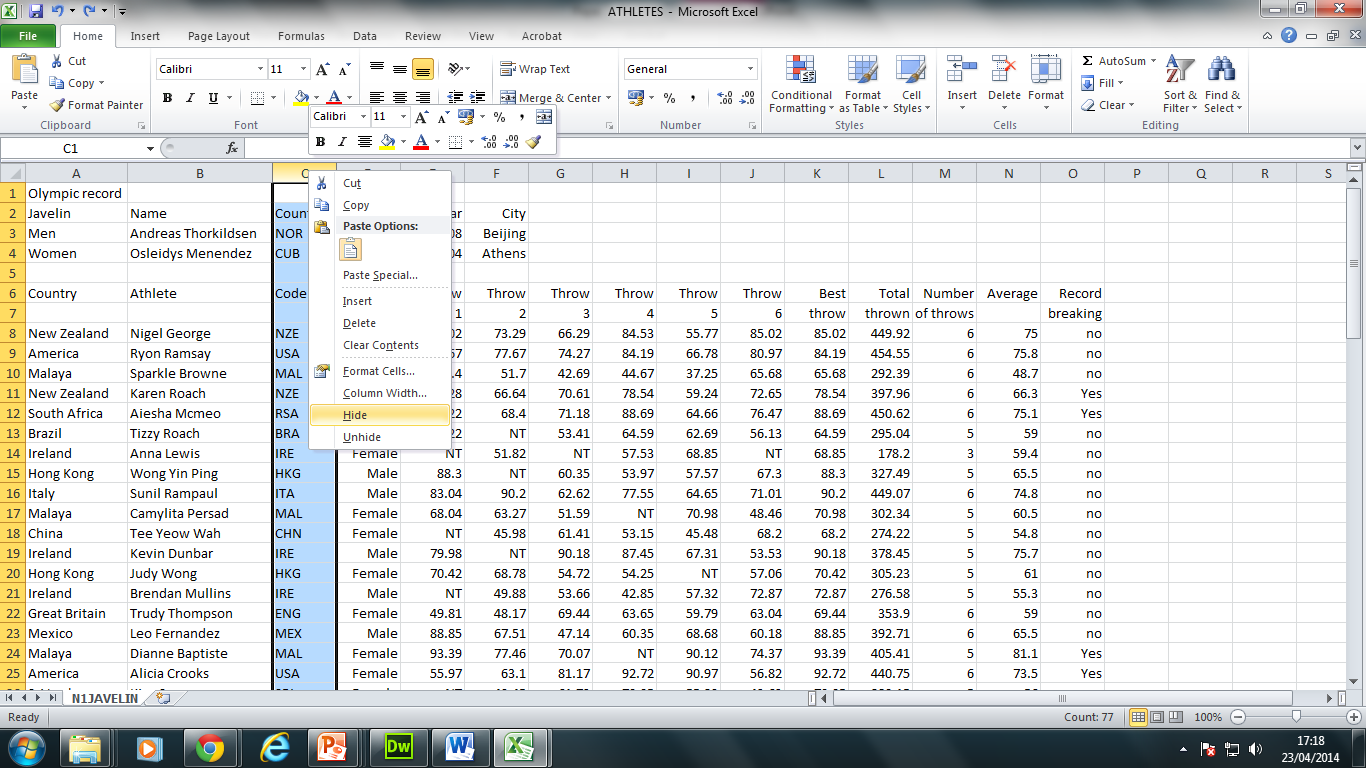 ATHLETES - Microsoft Excel
File Home Insert Page Layout Formulas Data Review View Acrobat
Cut
Copy
Format Painter
Paste
Clipboard
Calibri 11
B I U
Font
Wrap Text
Merge & Center
General
% ,
Number
Conditional Formatting
Format as Table
Cell Styles
Styles
Insert Delete Format
Cells
AutoSum
Fill
Clear
Sort & Filter
Find & Select
Editing
Calibri 11 A A % ,
B I A
C1 fx
A B C F G H I J K L M N O P Q R S
1 Olympic record
2 Javelin Name City
3 Men Andreas Thorkildsen NOR Beijing
4 Women Osleidys Menendez CUB Athens
5
6 Country Athlete Code Throw Throw Throw Throw Throw Best Total Number Average Record
7 1 2 3 4 5 6 throw thrown of throws breaking
8 New Zealand Nigel George NZE 73.29 66.29 84.53 55.77 85.02 85.02 449.92 6 75 no
9 America Ryon Ramsay USA 77.67 74.27 84.19 66.78 80.97 84.19 454.55 6 75.8 no
10 Malaya Sparkle Browne MAL 51.7 42.69 44.67 37.25 65.68 65.68 292.39 6 48.7 no
11 New Zealand Karen Roach NZE 66.64 70.61 78.54 59.24 72.65 78.54 397.96 6 66.3 Yes
12 South Africa Aiesha Mcmeo RSA 68.4 71.18 88.69 64.66 76.47 88.69 450.62 6 75.1 Yes
13 Brazil Tizzy Roach BRA NT 53.41 64.59 62.69 56.13 64.59 295.04 5 59 no
14 Ireland Anna Lewis IRE Female NT 51.82 NT 57.53 68.85 NT 68.85 178.2 3 59.4 no
15 Hong Kong Wong Yin Ping HKG Male 88.3 NT 60.35 53.97 57.57 67.3 88.3 327.49 5 65.5 no
16 Italy Sunil Rampaul ITA Male 83.04 90.2 62.62 77.55 64.65 71.01 90.2 449.07 6 74.8 no
17 Malaya Camylita Persad MAL Female 68.04 63.27 51.59 NT 70.98 48.46 70.98 302.34 5 60.5 no
18 China Tee Yeow Wah CHN Female NT 45.98 61.41 53.15 45.48 68.2 68.2 274.22 5 54.8 no
19 Ireland Kevin Dunbar IRE Male 79.98 NT 90.18 87.45 67.31 53.53 90.18 378.45 5 75.7 no
20 Hong Kong Judy Wong HKG Female 70.42 68.78 54.72 54.25 NT 57.06 70.42 305.23 5 61 no
21 Ireland Brendan Mullins IRE Male NT 49.88 53.66 42.85 57.32 72.87 72.87 276.58 5 55.3 no
22 Great Britain Trudy Thompson ENG Female 49.81 48.17 69.44 63.65 59.79 63.04 69.44 353.9 6 59 no
23 Mexico Leo Fernandez MEX Male 88.85 67.51 47.14 60.35 68.68 60.18 88.85 392.71 6 65.5 no
24 Malaya Dianne Baptiste MAL Female 93.39 77.46 70.07 NT 90.12 74.37 93.39 405.41 5 81.1 Yes
25 America Alicia Crooks USA Female 55.97 63.1 81.17 92.72 90.97 56.82 92.72 440.75 6 73.5 Yes
Cut
Copy
Paste Options:
Paste Special...
Insert
Delete
Clear Contents
Format Cells...
Column Width...
Hide
Unhide
N1JAVELIN
Ready Count: 77 100%
17:18
23/04/2014